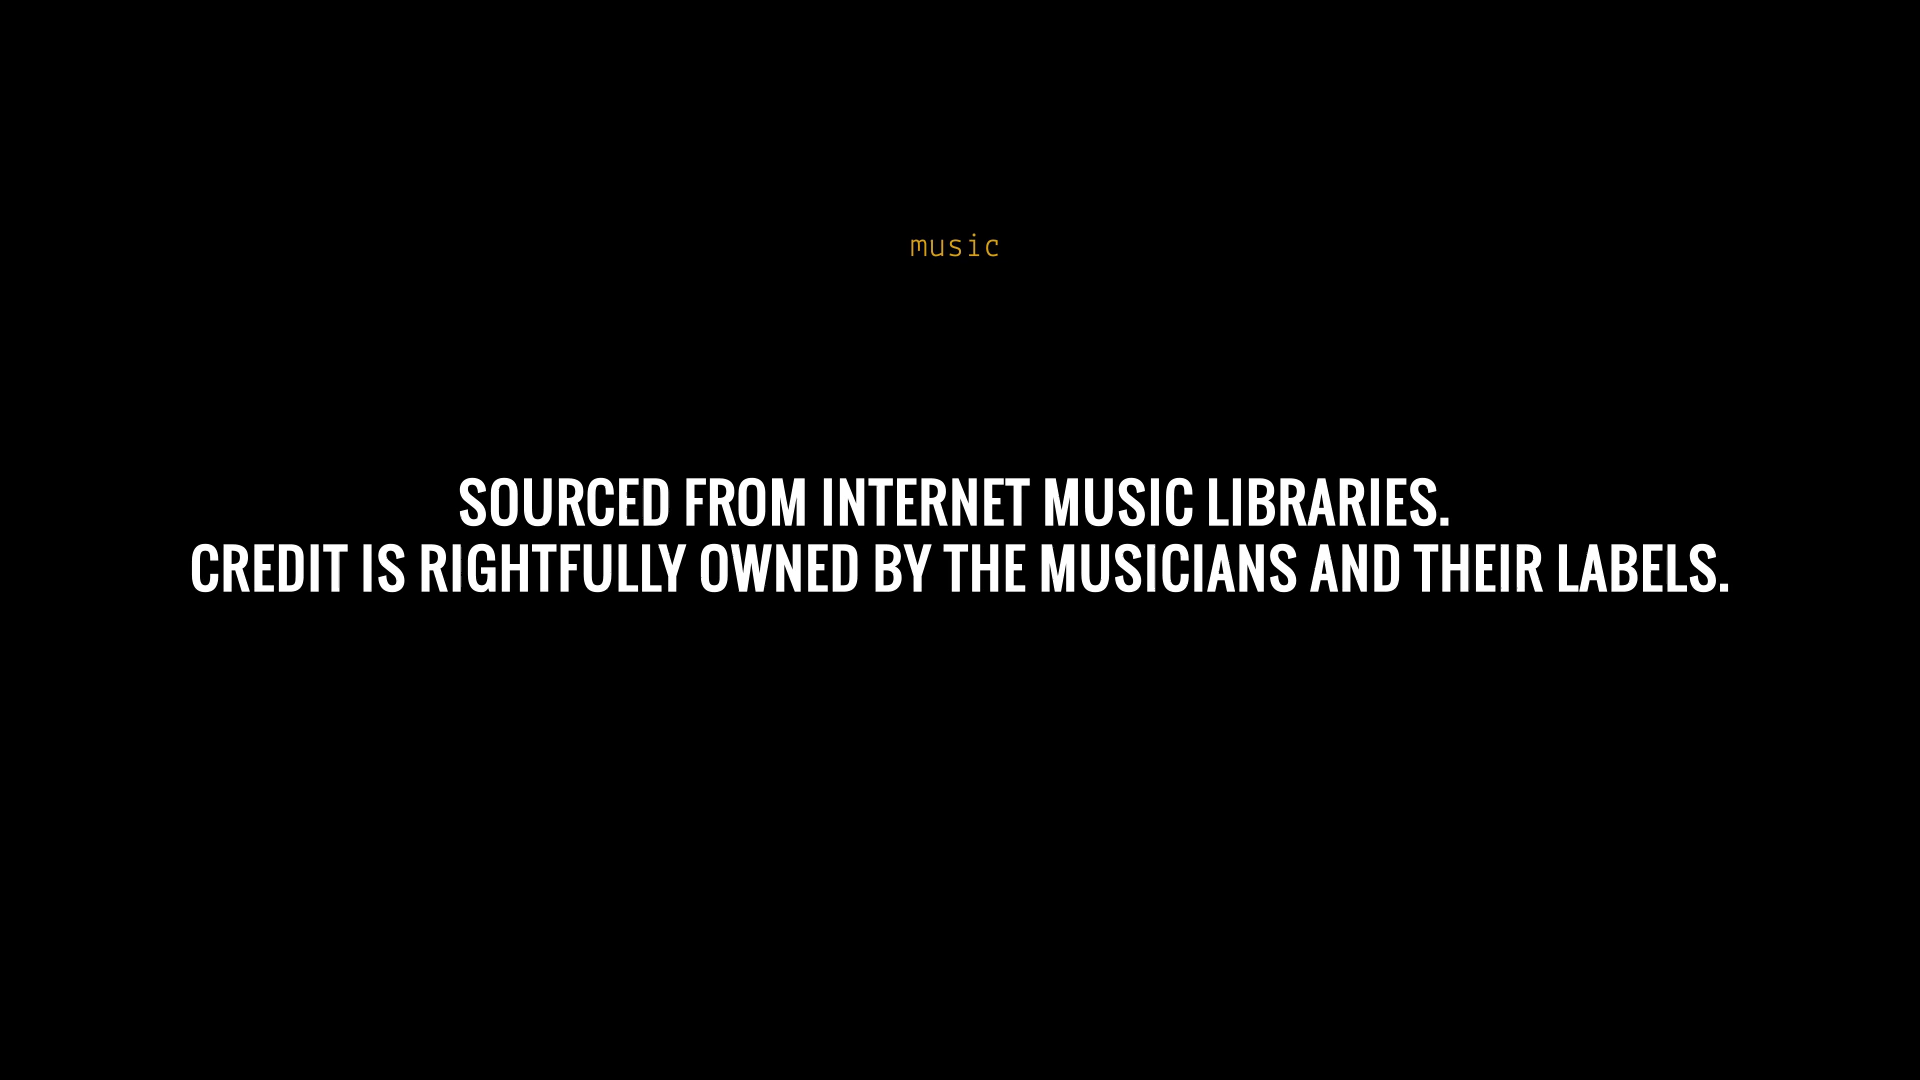 music
SOURCED FROM INTERNET MUSIC LIBRARIES.
CREDIT IS RIGHTFULLY OWNED BY THE MUSICIANS AND THEIR LABELS.